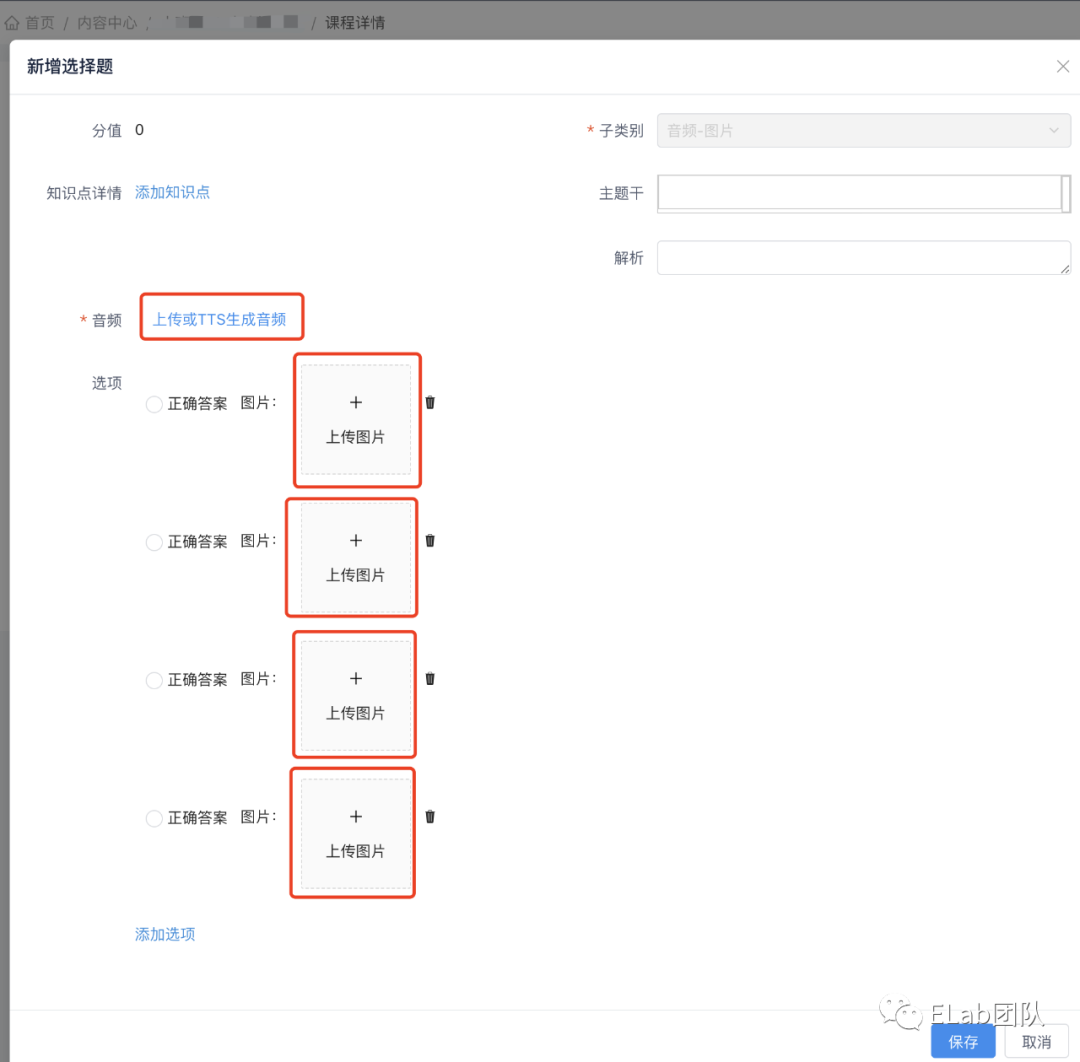 首页 / 内容中心 / / 课程详情
新增选择题
分值 0
* 子类别 音频-图片
知识点详情 添加知识点
主题干
解析
* 音频 上传或TTS生成音频
选项
正确答案 图片:
+
上传图片
正确答案 图片:
+
上传图片
正确答案 图片:
+
上传图片
正确答案 图片:
+
上传图片
添加选项
ELab团队
保存 取消